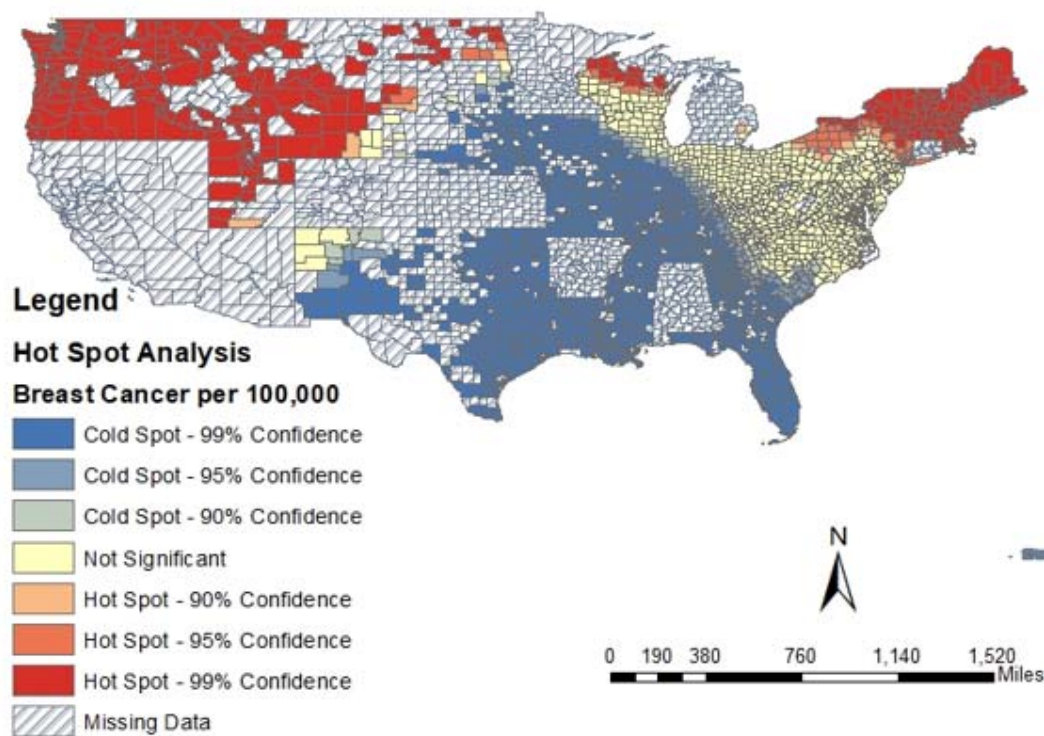 Legend
Hot Spot Analysis
Breast Cancer per 100,000
Cold Spot - 99% Confidence
Cold Spot - 95% Confidence
Cold Spot - 90% Confidence
Not Significant
Hot Spot - 90% Confidence
Hot Spot - 95% Confidence
Hot Spot - 99% Confidence
Missing Data
N
0 190 380 760 1,140 1,520
Miles